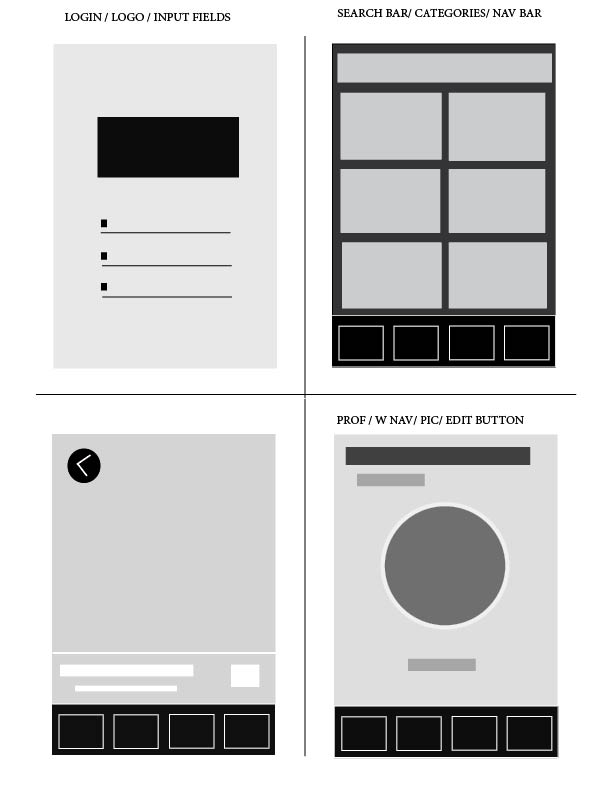 LOGIN / LOGO / INPUT FIELDS
SEARCH BAR/ CATEGORIES/ NAV BAR
PROF / W NAV/ PIC/ EDIT BUTTON